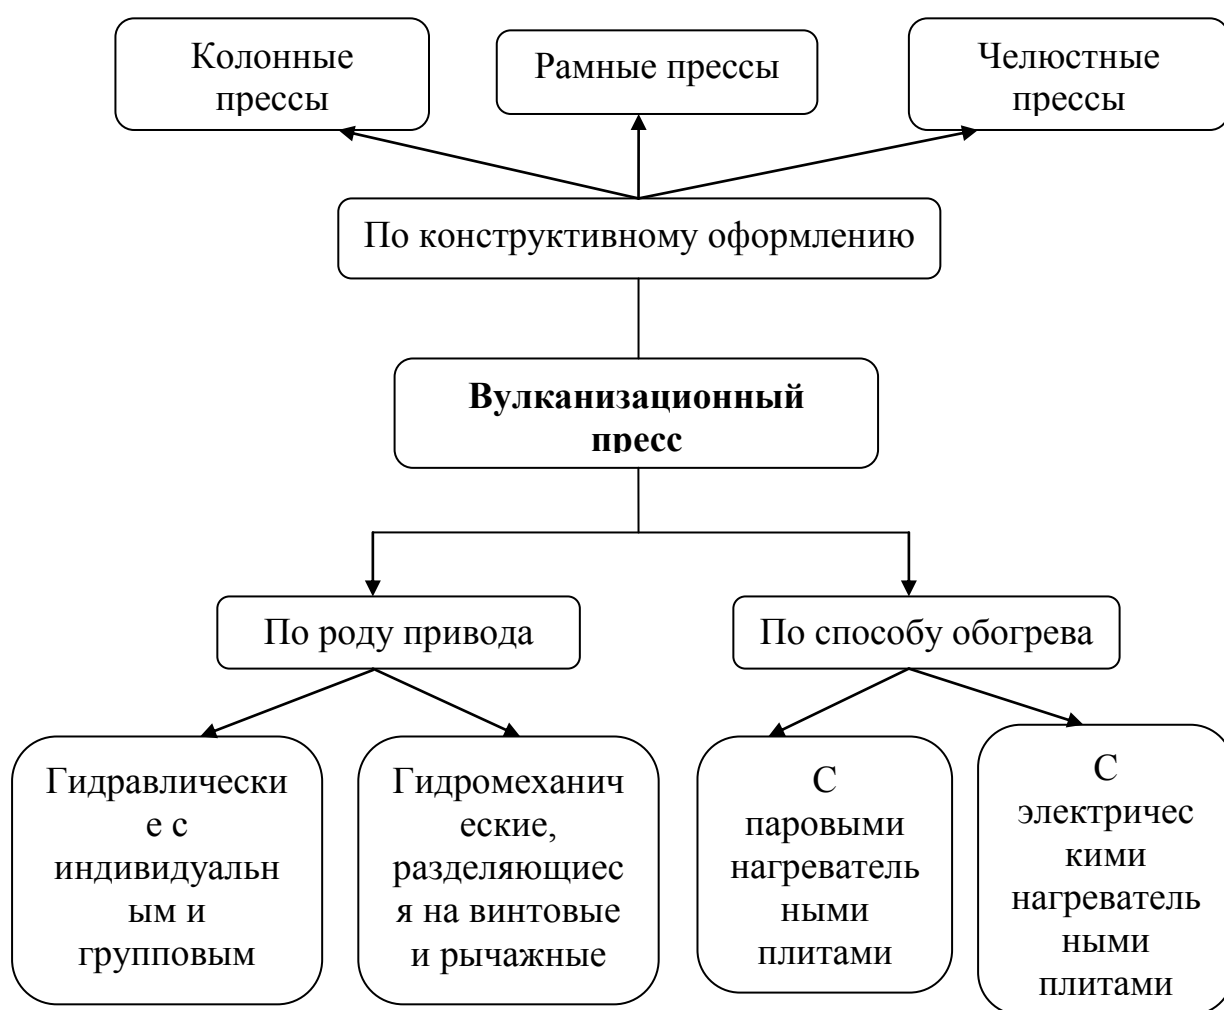 Колонные
прессы
Рамные прессы
Челюстные
прессы
По конструктивному оформлению
Вулканизационный
пресс
По роду привода
По способу обогрева
Гидравлически
е с
индивидуальн
ым и
групповым
Гидромеханич
еские,
разделяющиес
я на винтовые
и рычажные
С
паровыми
нагреватель
ными
плитами
С
электричес
кими
нагреватель
ными
плитами